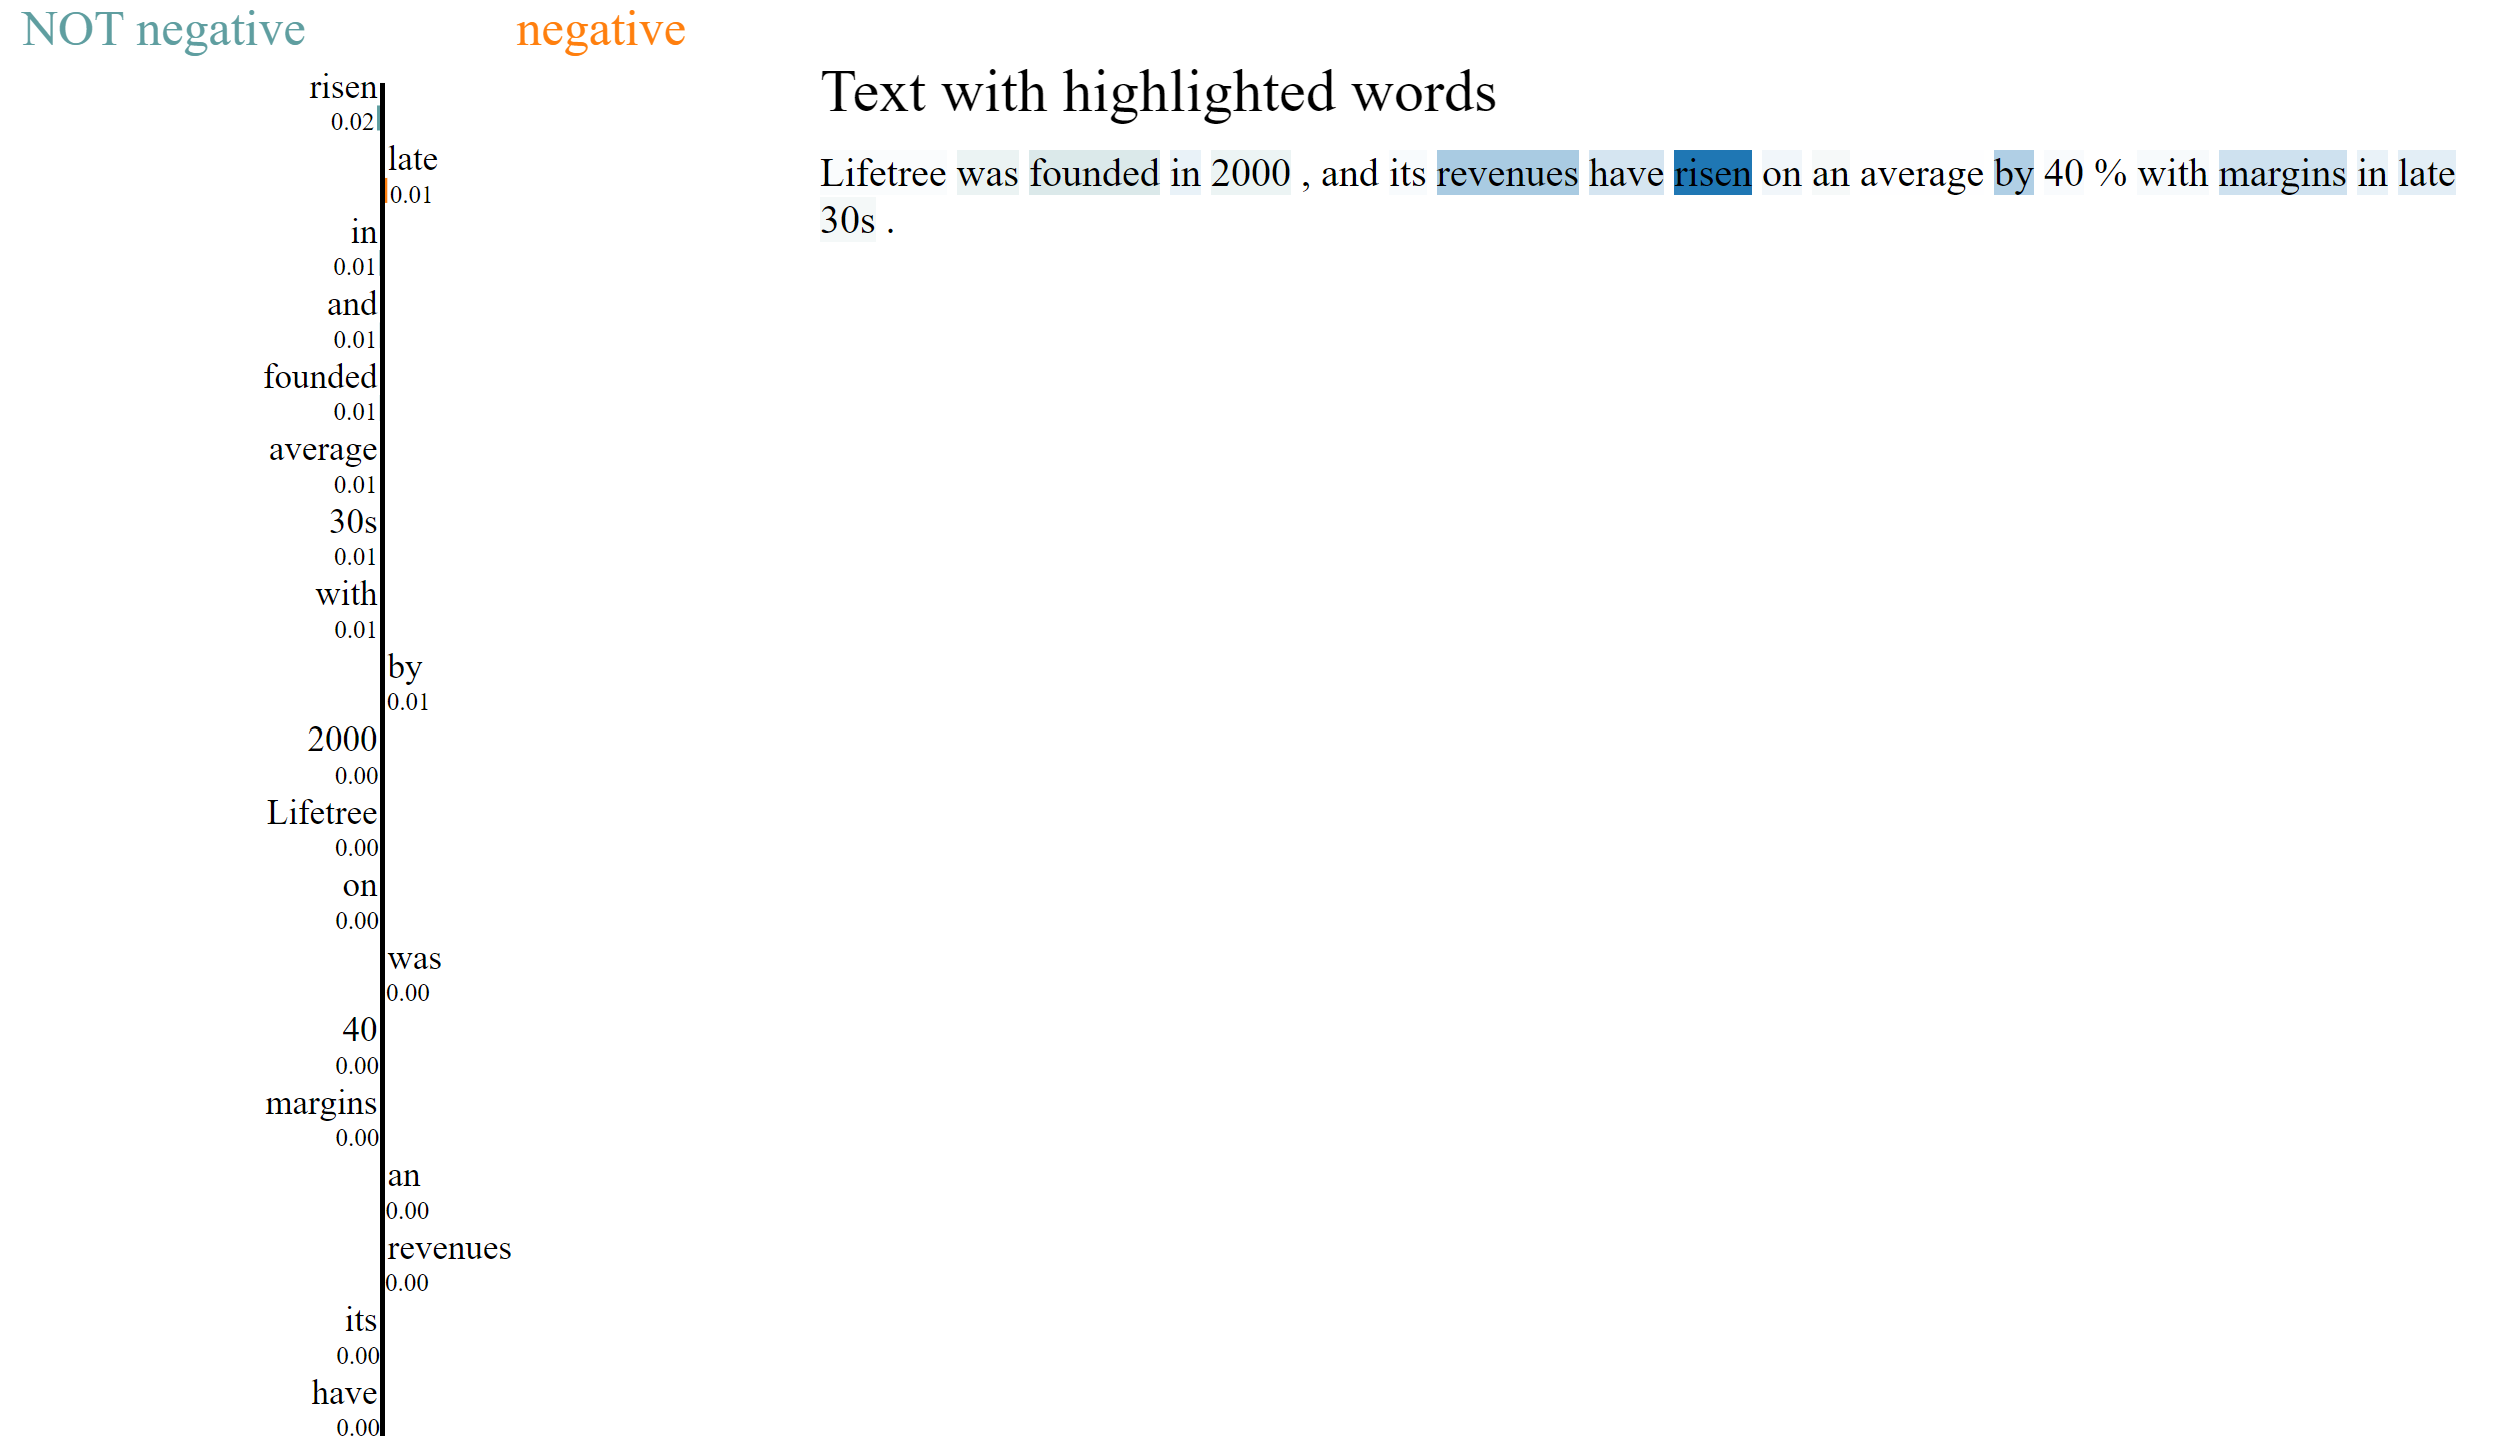 NOT negative negative
risen
0.02
late
0.01
in
0.01
and
0.01
founded
0.01
average
0.01
30s
0.01
with
0.01
by
0.01
2000
0.00
Lifetree
0.00
on
0.00
was
0.00
40
0.00
margins
0.00
an
0.00
revenues
0.00
its
0.00
have
0.00
Text with highlighted words
Lifetree was founded in 2000 , and its revenues have risen on an average by 40 % with margins in late
30s .